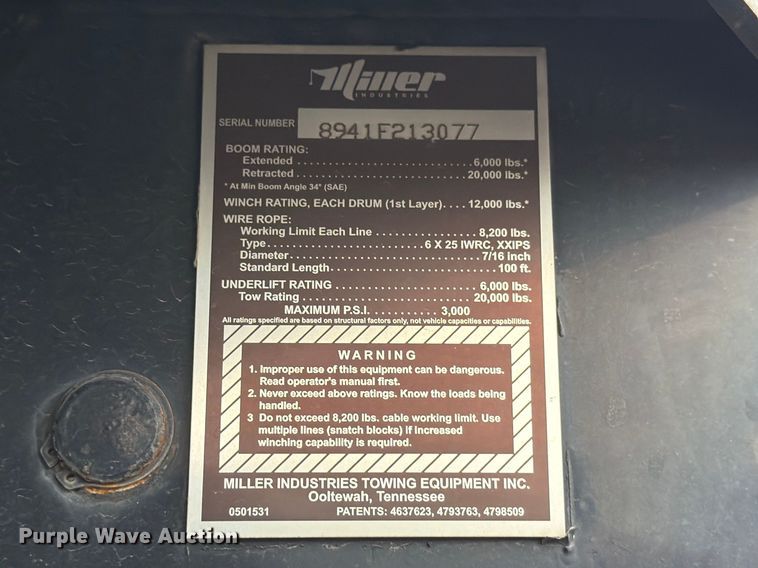 Miller
INDUSTRIES
SERIAL NUMBER 8941F213077
BOOM RATING:
Extended . . . . . . . . . . . . . . . . . . . . . . . . . . . 6,000 lbs.*
Retracted . . . . . . . . . . . . . . . . . . . . . . . . . . 20,000 lbs.*
* At Min Boom Angle 34° (SAE)
WINCH RATING, EACH DRUM (1st Layer). . . . 12,000 lbs.*
WIRE ROPE:
Working Limit Each Line . . . . . . . . . . . . . . . 8,200 lbs.
Type. . . . . . . . . . . . . . . . . . . . . . . 6 X 25 IWRC, XXIPS
Diameter. . . . . . . . . . . . . . . . . . . . . . . . . . . 7/16 inch
Standard Length. . . . . . . . . . . . . . . . . . . . . . . . 100 ft.
UNDERLIFT RATING . . . . . . . . . . . . . . . . . . . . 6,000 lbs.
Tow Rating . . . . . . . . . . . . . . . . . . . . . . . . 20,000 lbs.
MAXIMUM P.S.I. . . . . . . . . . . . 3,000
All ratings specified are based on structural factors only, not vehicle capacities or capabilities.
WARNING
1. Improper use of this equipment can be dangerous.
Read operator's manual first.
2. Never exceed above ratings. Know the loads being
handled.
3 Do not exceed 8,200 lbs. cable working limit. Use
multiple lines (snatch blocks) if increased
winching capability is required.
MILLER INDUSTRIES TOWING EQUIPMENT INC.
Ooltewah, Tennessee
0501531 PATENTS: 4637623, 4793763, 4798509
Purple Wave Auction